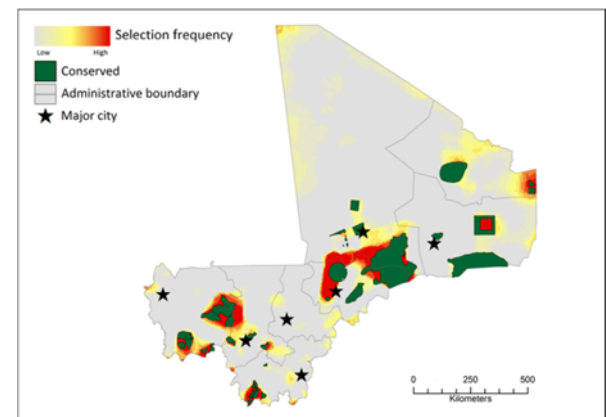 Selection frequency
Low High
Conserved
Administrative boundary
Major city
0 250 500
Kilometers